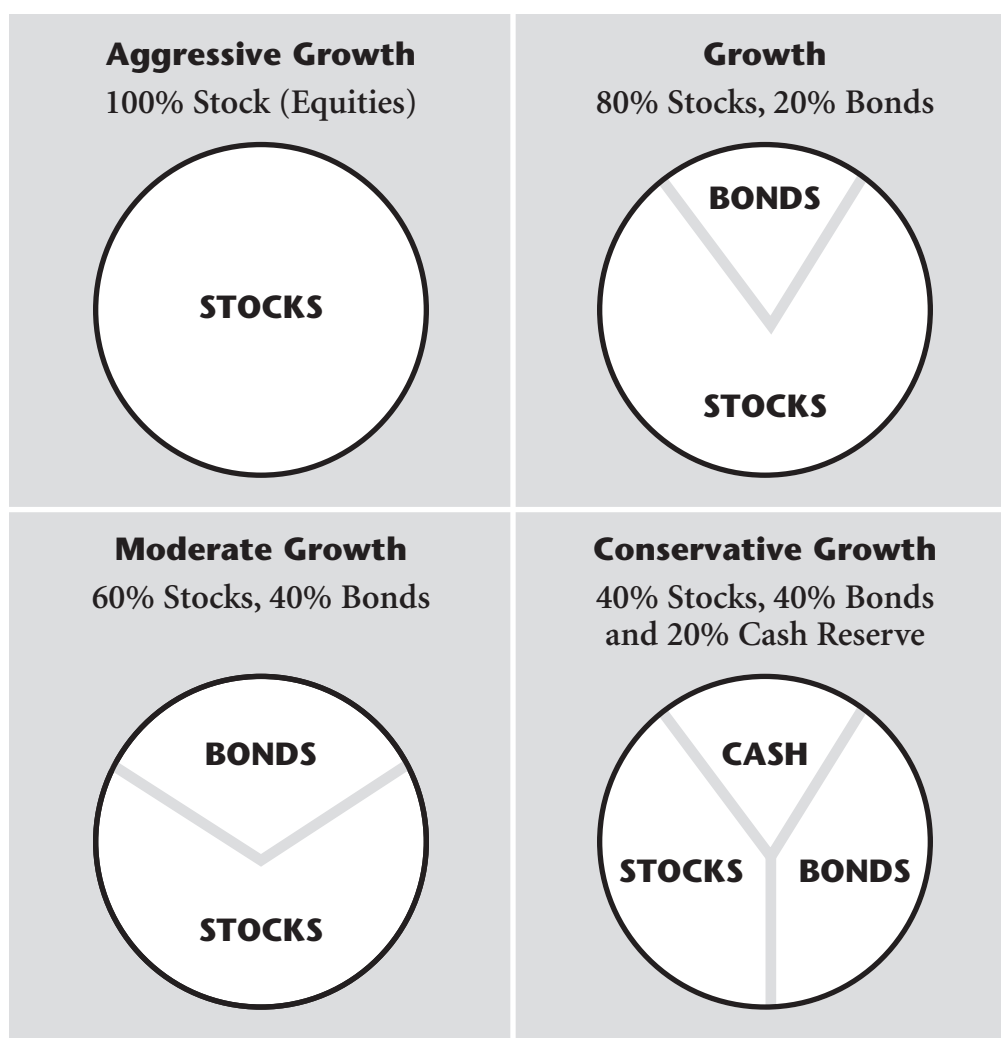 Aggressive Growth
100% Stock (Equities)
STOCKS
Growth
80% Stocks, 20% Bonds
BONDS
STOCKS
Moderate Growth
60% Stocks, 40% Bonds
BONDS
STOCKS
Conservative Growth
40% Stocks, 40% Bonds
and 20% Cash Reserve
CASH
STOCKS BONDS